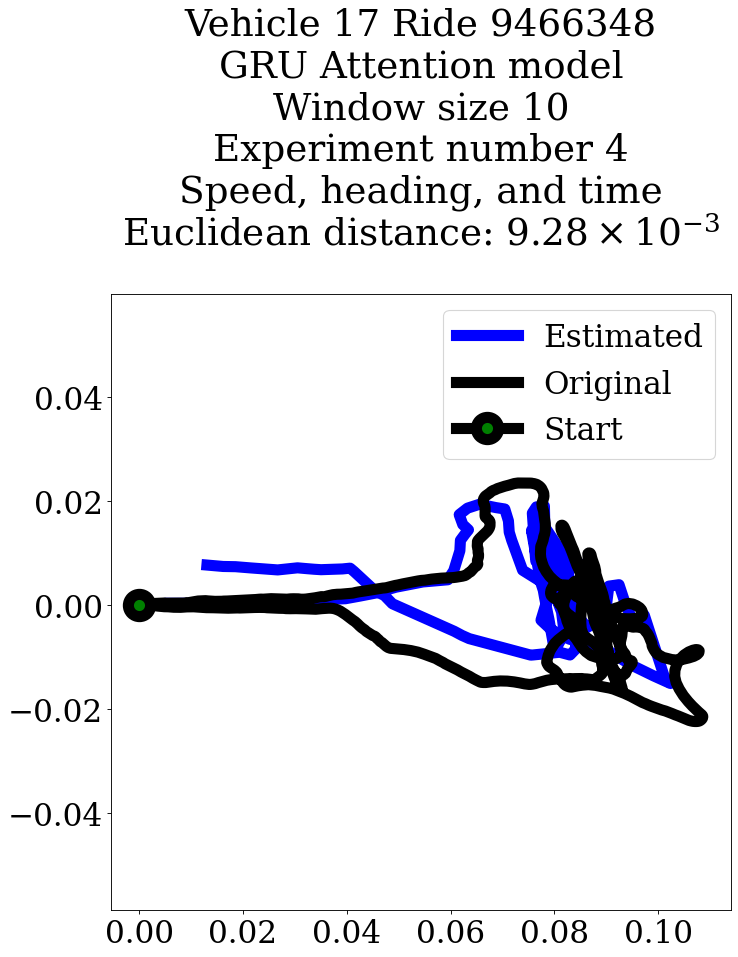 Vehicle 17 Ride 9466348
GRU Attention model
Window size 10
Experiment number 4
Speed, heading, and time
Euclidean distance: 9.28 × 10⁻³
Estimated
Original
Start
0.04
0.02
0.00
−0.02
−0.04
0.00 0.02 0.04 0.06 0.08 0.10